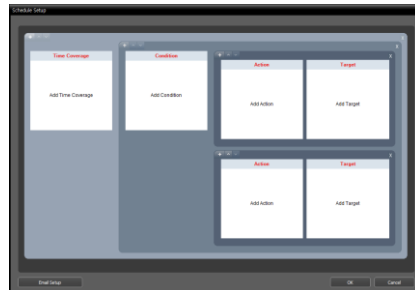 Schedule Setup
Time Coverage
Condition
Action
Target
Add Time Coverage
Add Condition
Add Action
Add Target
Action
Target
Add Action
Add Target
Email Setup
OK
Cancel